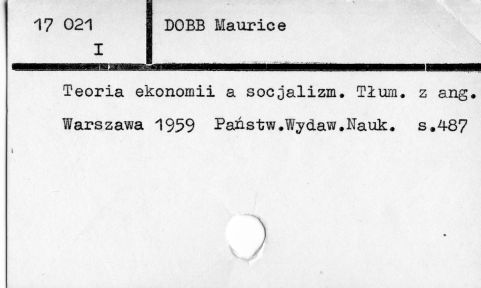 17 021 DOBB Maurice
I
Teoria ekonomii a socjalizm. Tłum. z ang.
Warszawa 1959 Państw.Wydaw.Nauk. s.487